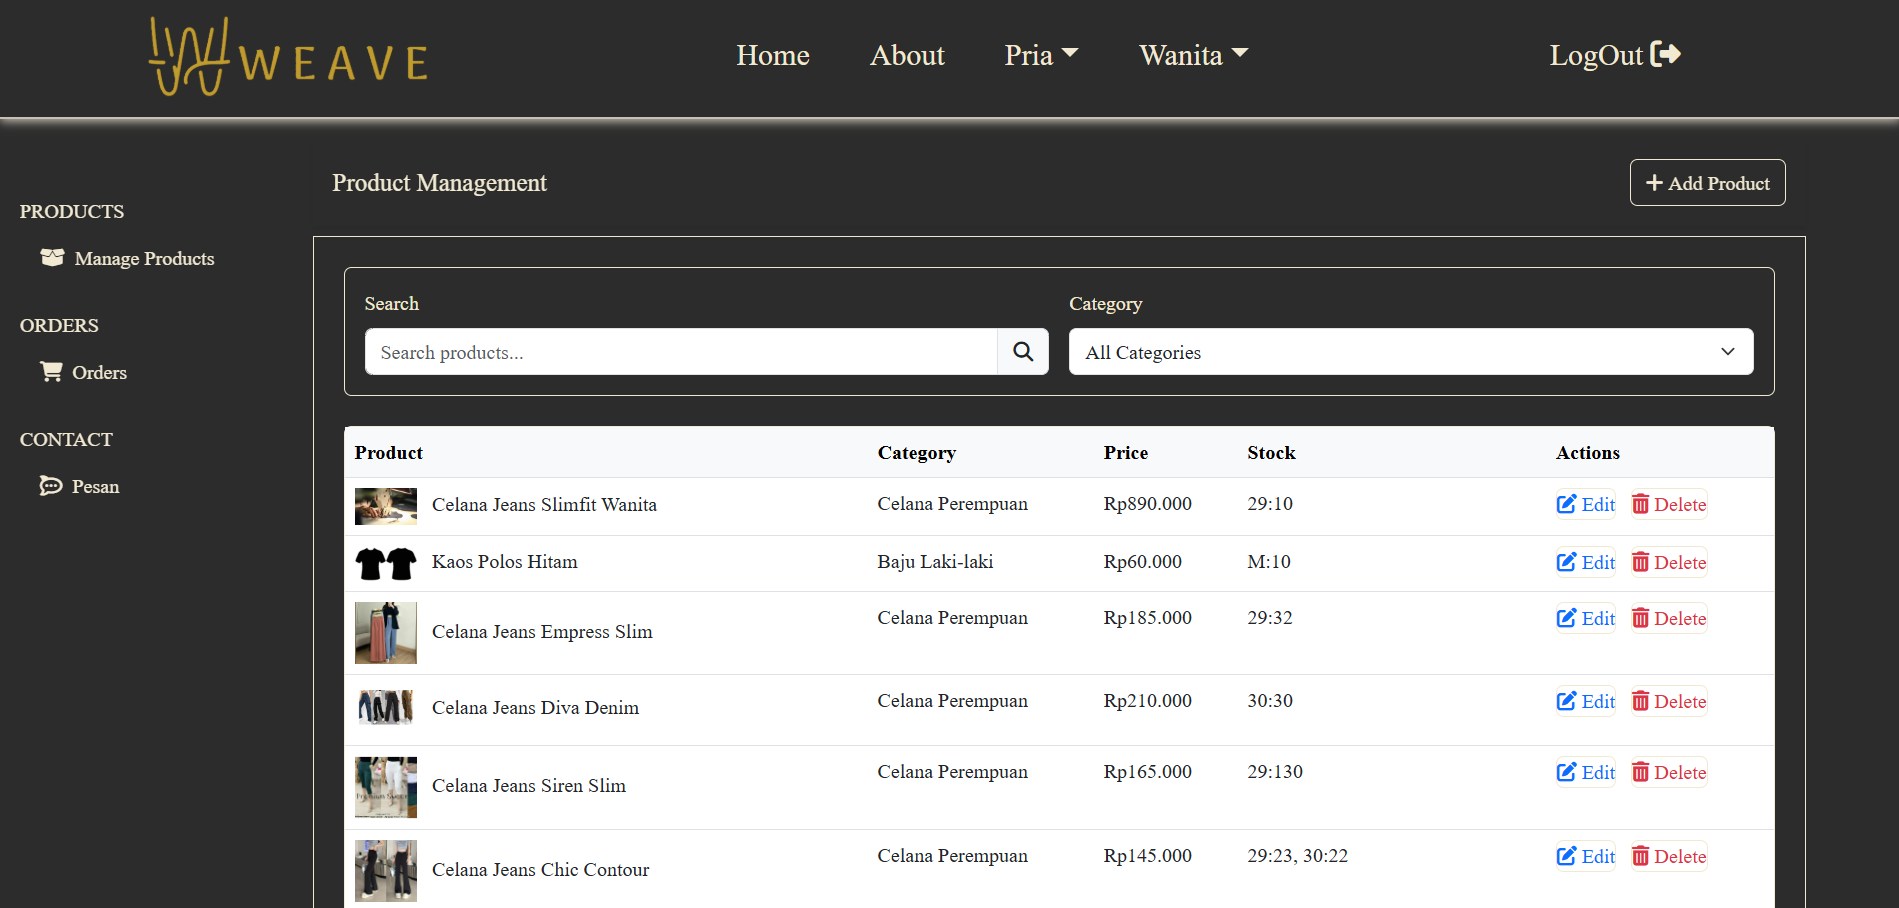 WEAVE
Home
About
Pria
Wanita
LogOut
PRODUCTS
Manage Products
ORDERS
Orders
CONTACT
Pesan
Product Management
Add Product
Search
Search products...
Category
All Categories
Product Category Price Stock Actions
Celana Jeans Slimfit Wanita Celana Perempuan Rp890.000 29:10 Edit Delete
Kaos Polos Hitam Baju Laki-laki Rp60.000 M:10 Edit Delete
Celana Jeans Empress Slim Celana Perempuan Rp185.000 29:32 Edit Delete
Celana Jeans Diva Denim Celana Perempuan Rp210.000 30:30 Edit Delete
Celana Jeans Siren Slim Celana Perempuan Rp165.000 29:130 Edit Delete
Celana Jeans Chic Contour Celana Perempuan Rp145.000 29:23, 30:22 Edit Delete